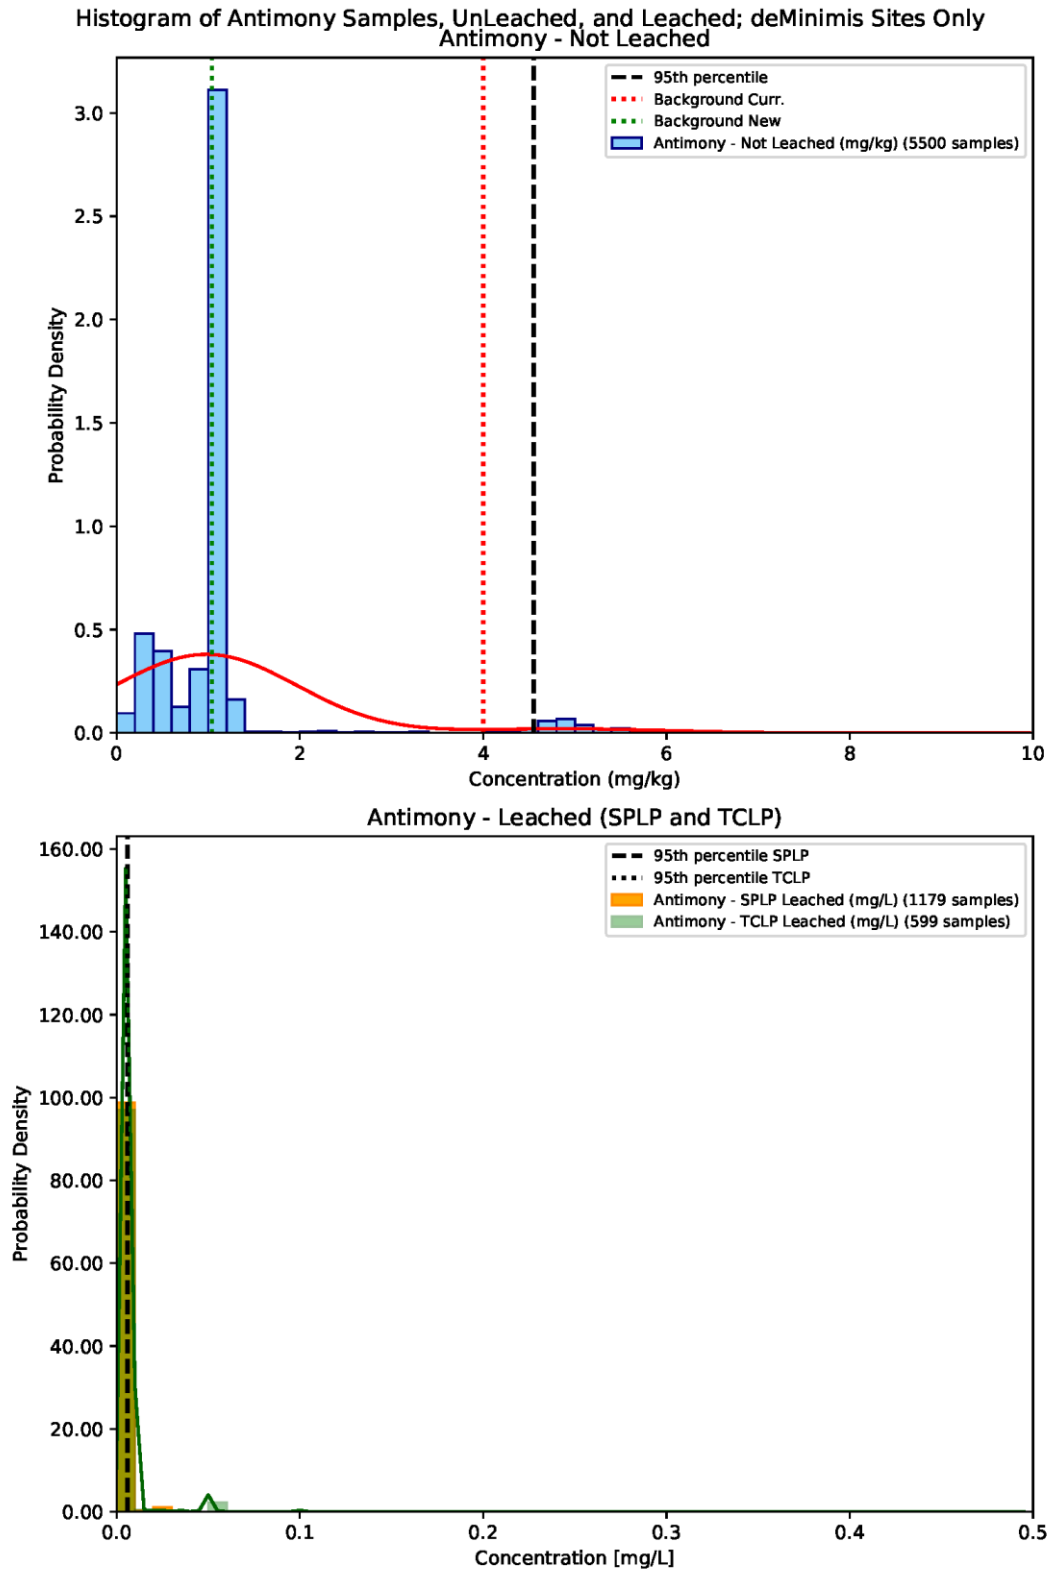 Histogram of Antimony Samples, UnLeached, and Leached; deMinimis Sites Only
Antimony - Not Leached
95th percentile
Background Curr.
Background New
Antimony - Not Leached (mg/kg) (5500 samples)
3.0
2.5
2.0
1.5
1.0
0.5
0.0
Probability Density
0 2 4 6 8 10
Concentration (mg/kg)
Antimony - Leached (SPLP and TCLP)
95th percentile SPLP
95th percentile TCLP
Antimony - SPLP Leached (mg/L) (1179 samples)
Antimony - TCLP Leached (mg/L) (599 samples)
160.00
140.00
120.00
100.00
80.00
60.00
40.00
20.00
0.00
Probability Density
0.0 0.1 0.2 0.3 0.4 0.5
Concentration [mg/L]